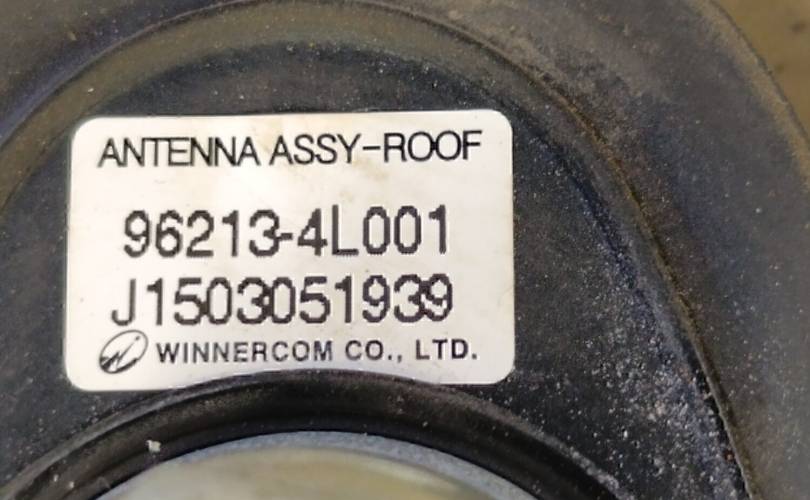 ANTENNA ASSY-ROOF
96213-4L001
J1503051939
WINNERCOM CO., LTD.